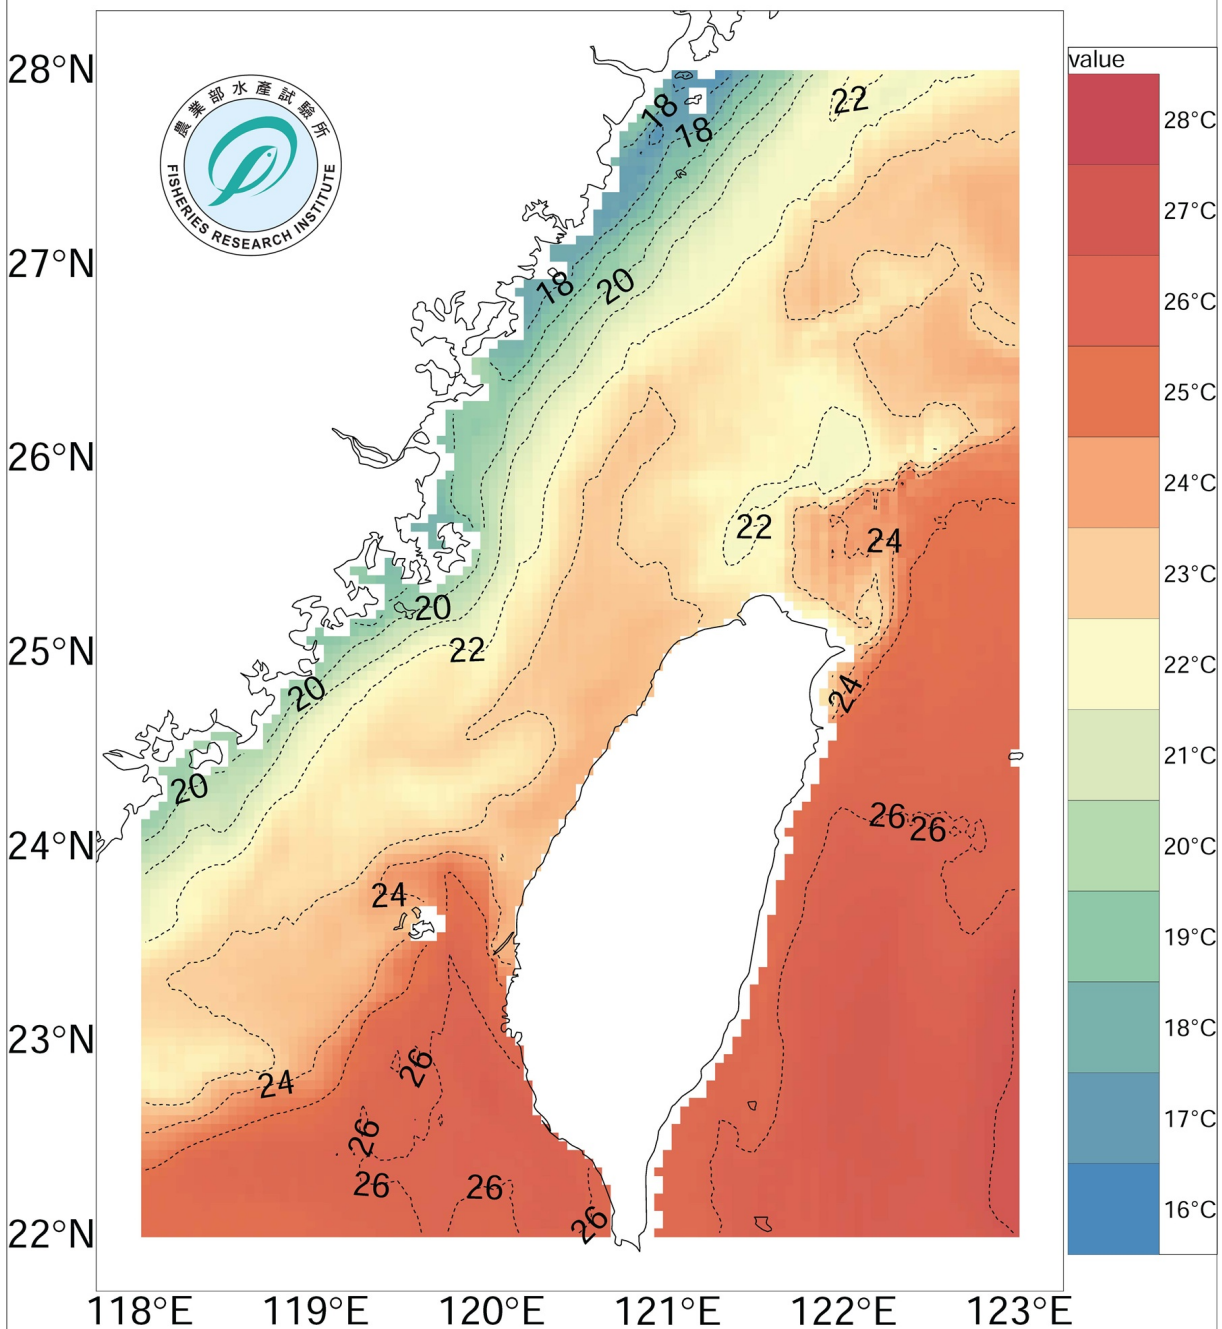 農業部水產試驗所
FISHERIES RESEARCH INSTITUTE
28°N
27°N
26°N
25°N
24°N
23°N
22°N
118°E 119°E 120°E 121°E 122°E 123°E
22
18
18
18
20
22
24
20
22
20
24
20
26
26
24
26
24
26
26
26
26
value
28°C
27°C
26°C
25°C
24°C
23°C
22°C
21°C
20°C
19°C
18°C
17°C
16°C